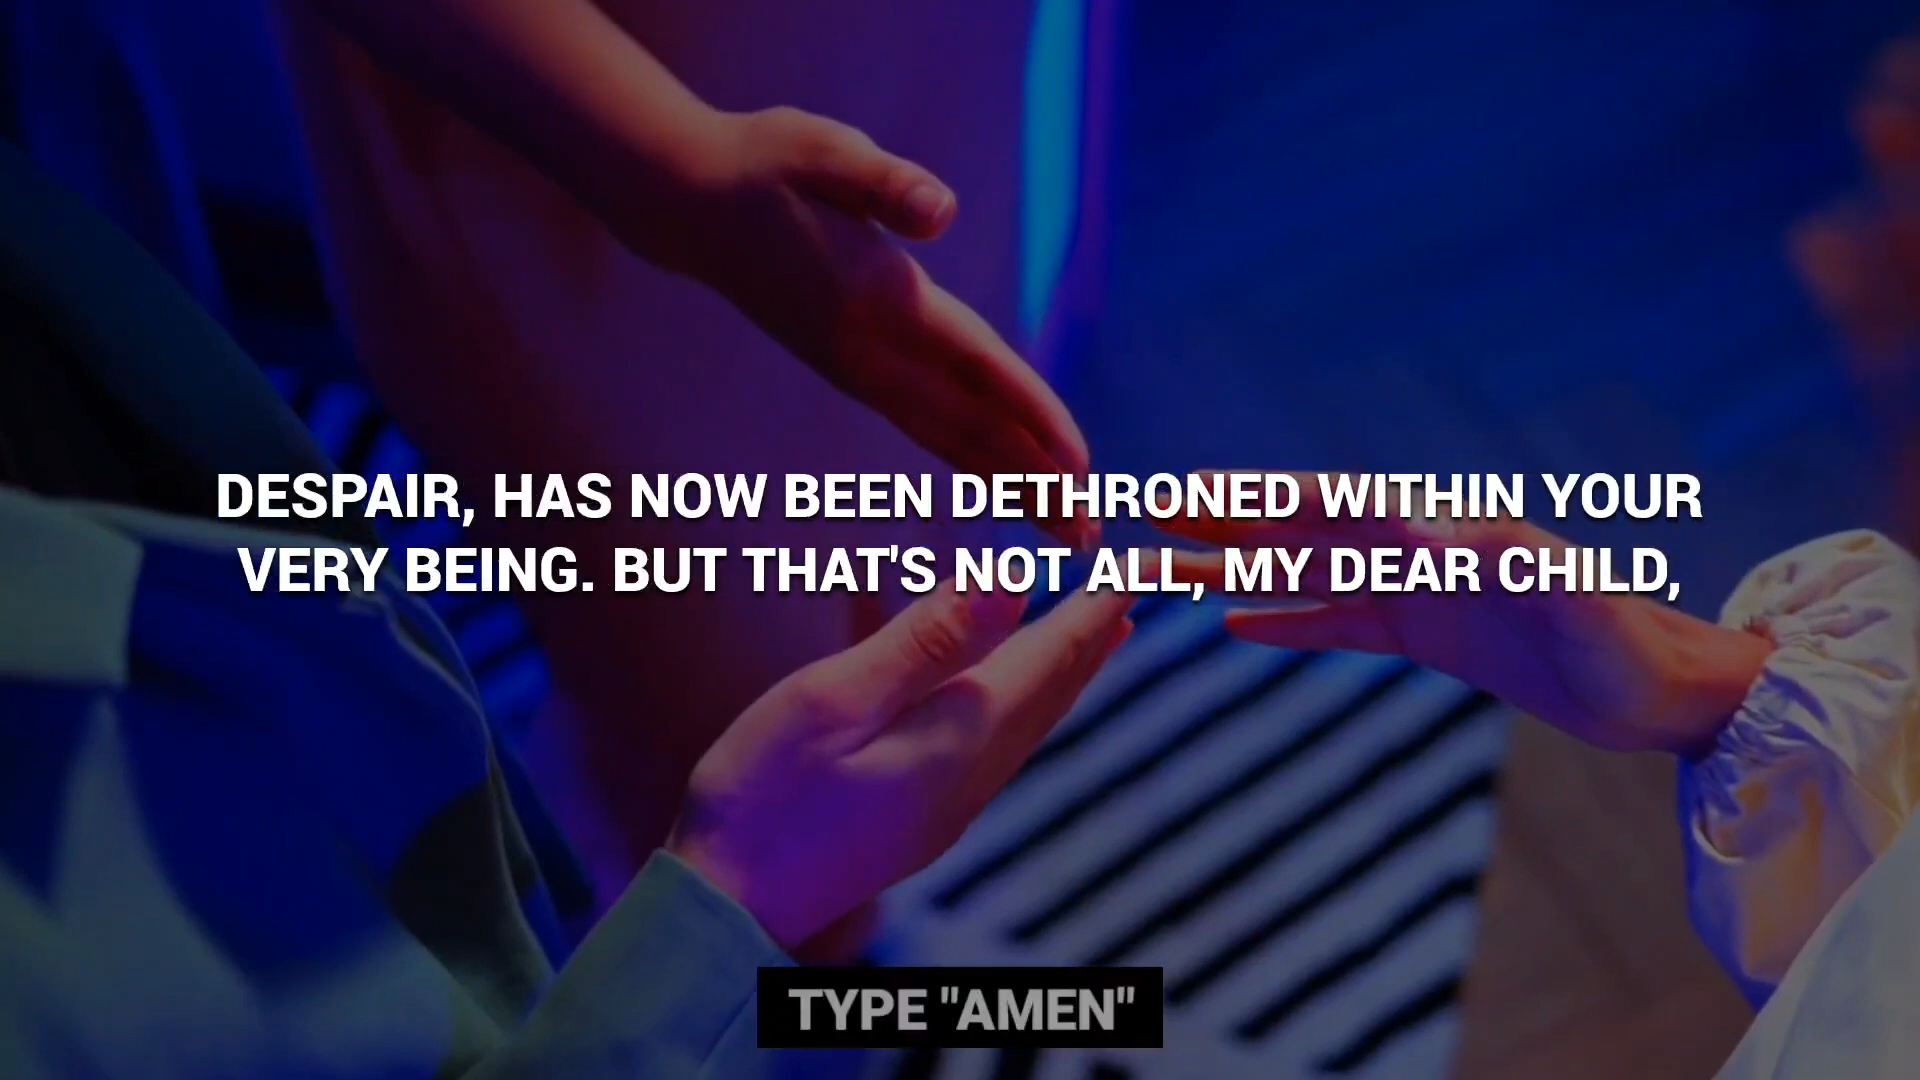 DESPAIR, HAS NOW BEEN DETHRONED WITHIN YOUR
VERY BEING. BUT THAT'S NOT ALL, MY DEAR CHILD,
TYPE "AMEN"